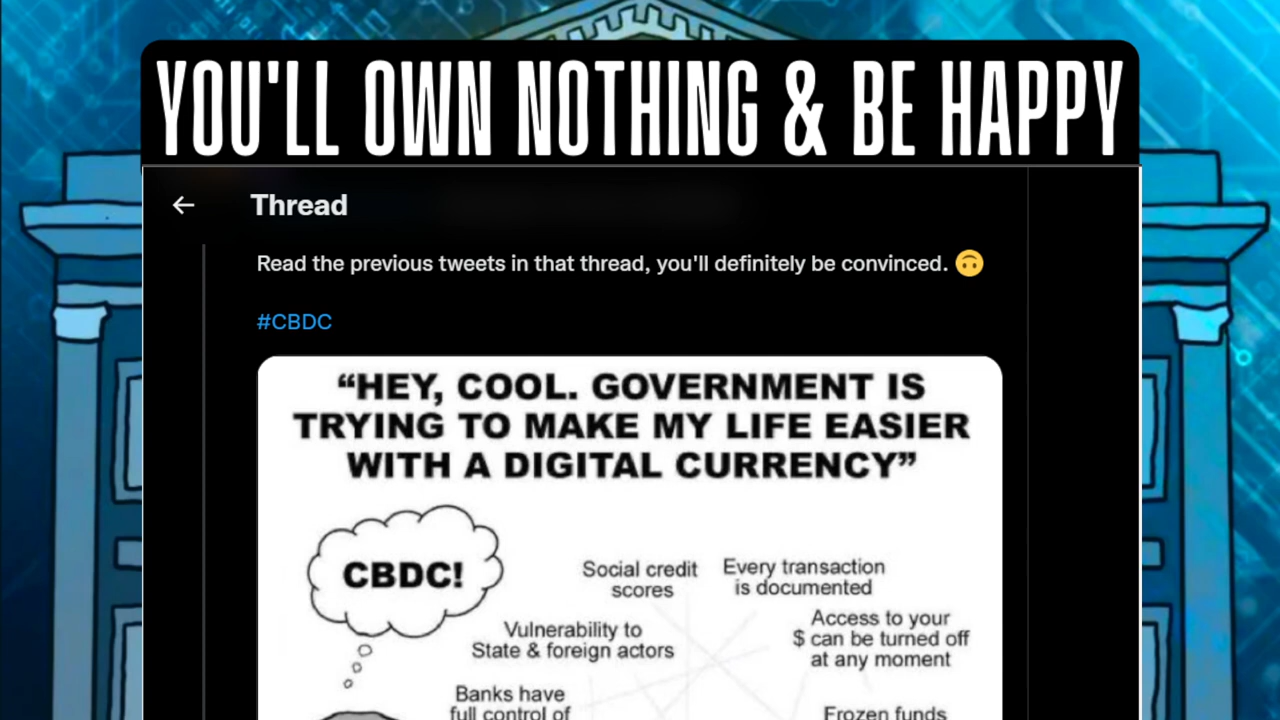 YOU'LL OWN NOTHING & BE HAPPY
Thread
Read the previous tweets in that thread, you'll definitely be convinced. 🙃
#CBDC
“HEY, COOL. GOVERNMENT IS
TRYING TO MAKE MY LIFE EASIER
WITH A DIGITAL CURRENCY”
CBDC!
Social credit
scores
Every transaction
is documented
Vulnerability to
State & foreign actors
Access to your
$ can be turned off
at any moment
Banks have
full control of
Frozen funds